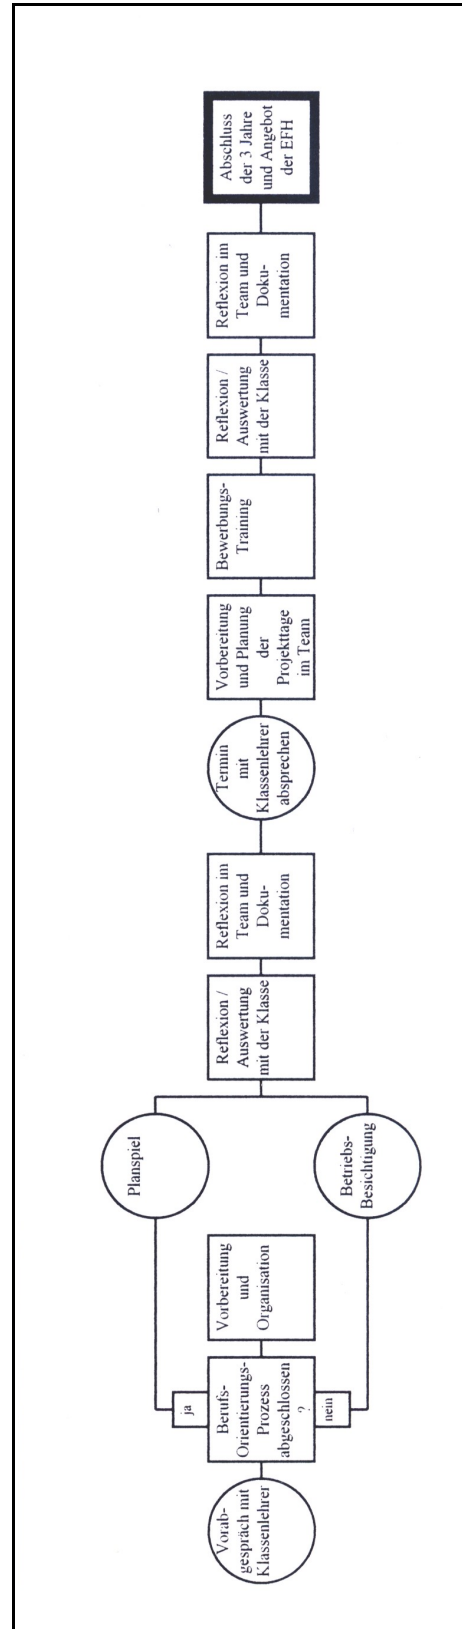 Vorab-
gespräch mit
Klassenlehrer
Berufs-
Orientierungs-
Prozess
abgeschlossen
?
ja
nein
Vorbereitung
und
Organisation
Planspiel
Betriebs-
Besichtigung
Reflexion /
Auswertung
mit der Klasse
Reflexion im
Team und
Doku-
mentation
Termin
mit
Klassenlehrer
absprechen
Vorbereitung
und Planung
der
Projekttage
im Team
Bewerbungs-
Training
Reflexion /
Auswertung
mit der Klasse
Reflexion im
Team und
Doku-
mentation
Abschluss
der 3 Jahre
und Angebot
der EFH